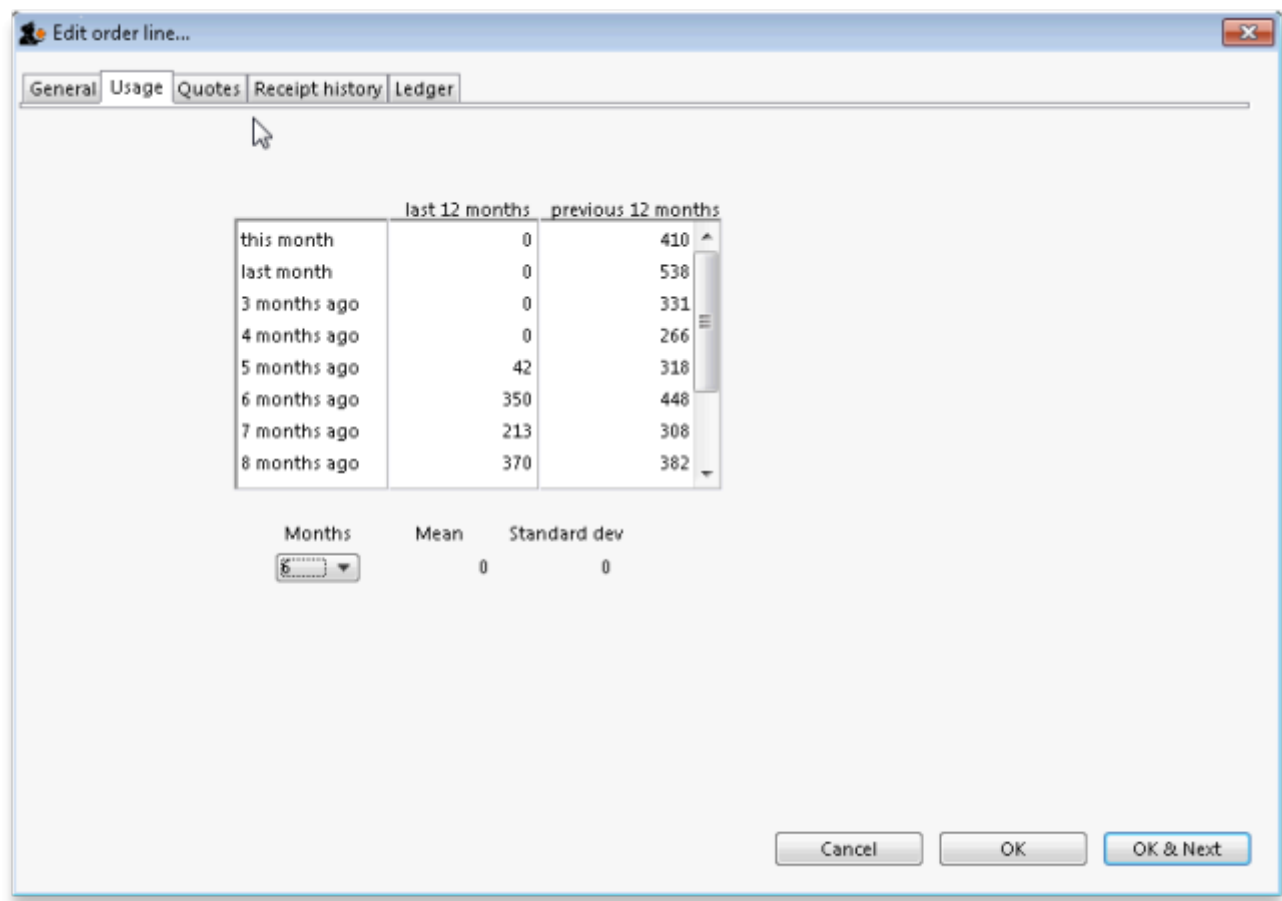 Edit order line...
General Usage Quotes Receipt history Ledger
last 12 months previous 12 months
this month 0 410
last month 0 538
3 months ago 0 331
4 months ago 0 266
5 months ago 42 318
6 months ago 350 448
7 months ago 213 308
8 months ago 370 382
Months Mean Standard dev
6 0 0
Cancel OK OK & Next